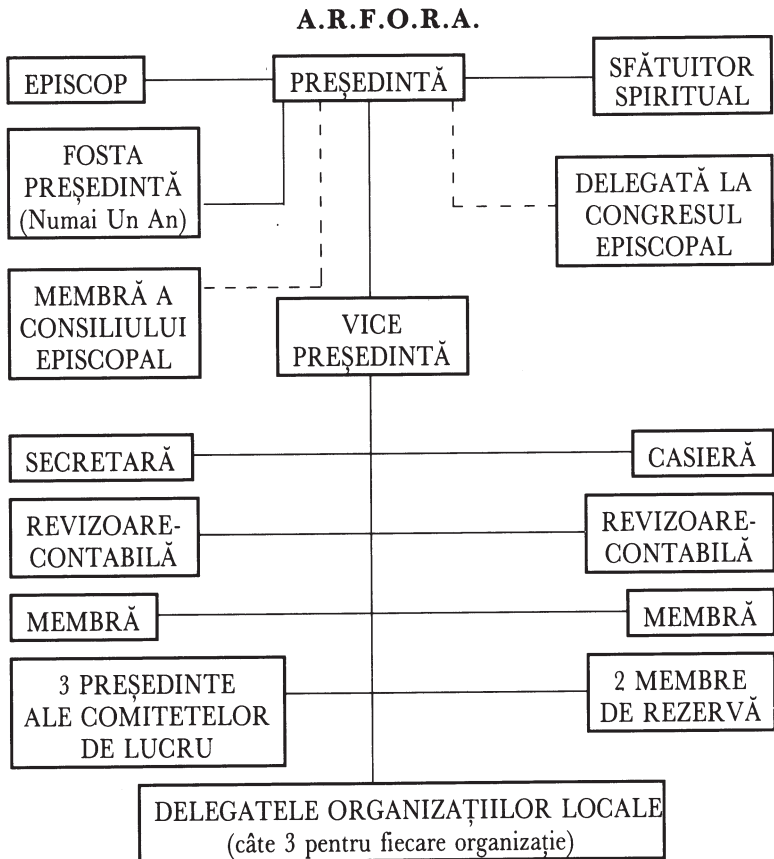 A.R.F.O.R.A.
EPISCOP
PREȘEDINTĂ
SFĂTUITOR
SPIRITUAL
FOSTA
PREȘEDINTĂ
(Numai Un An)
DELEGATĂ LA
CONGRESUL
EPISCOPAL
MEMBRĂ A
CONSILIULUI
EPISCOPAL
VICE
PREȘEDINTĂ
SECRETARĂ
CASIERĂ
REVIZOARE-
CONTABILĂ
REVIZOARE-
CONTABILĂ
MEMBRĂ
MEMBRĂ
3 PREȘEDINTE
ALE COMITETELOR
DE LUCRU
2 MEMBRE
DE REZERVĂ
DELEGATELE ORGANIZAȚIILOR LOCALE
(câte 3 pentru fiecare organizație)